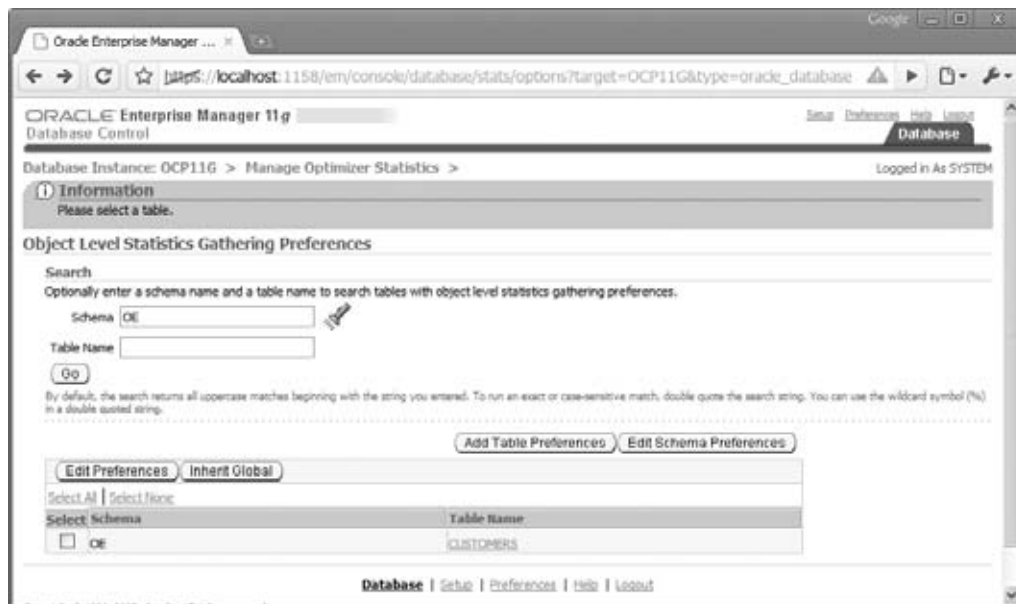 Google
Oracle Enterprise Manager ...
https://localhost:1158/em/console/database/stats/options?target=OCP11G&type=oracle_database
ORACLE Enterprise Manager 11g
Setup Preferences Help Logout
Database Control
Database
Database Instance: OCP11G > Manage Optimizer Statistics >
Logged in As SYSTEM
Information
Please select a table.
Object Level Statistics Gathering Preferences
Search
Optionally enter a schema name and a table name to search tables with object level statistics gathering preferences.
Schema OE
Table Name
Go
By default, the search returns all uppercase matches beginning with the string you entered. To run an exact or case-sensitive match, double quote the search string. You can use the wildcard symbol (%)
in a double quoted string.
Add Table Preferences Edit Schema Preferences
Edit Preferences Inherit Global
Select All | Select None
Select Schema Table Name
OE CUSTOMERS
Database | Setup | Preferences | Help | Logout